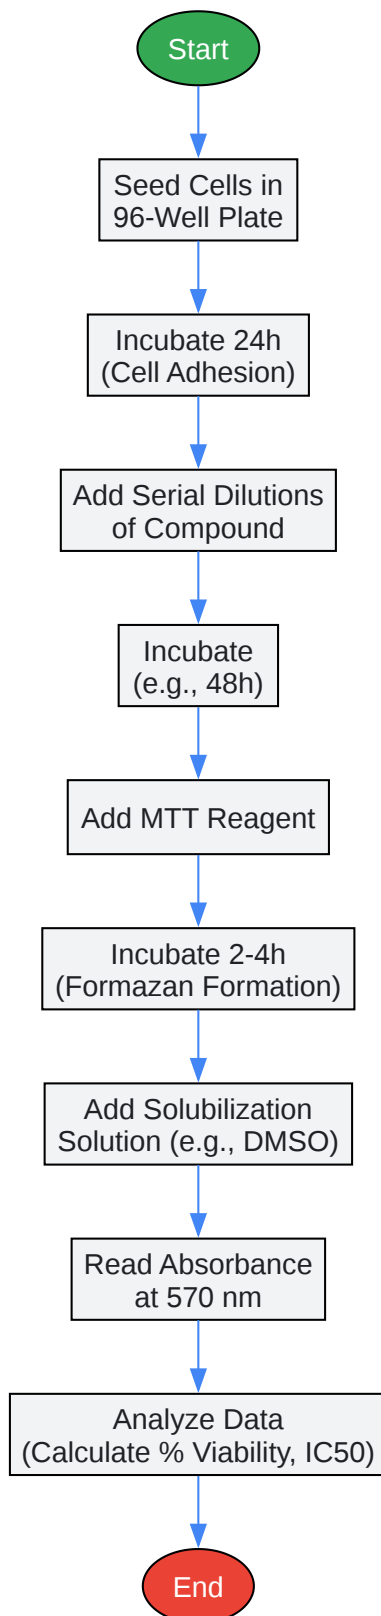 Start
Seed Cells in
96-Well Plate
Incubate 24h
(Cell Adhesion)
Add Serial Dilutions
of Compound
Incubate
(e.g., 48h)
Add MTT Reagent
Incubate 2-4h
(Formazan Formation)
Add Solubilization
Solution (e.g., DMSO)
Read Absorbance
at 570 nm
Analyze Data
(Calculate % Viability, IC50)
End